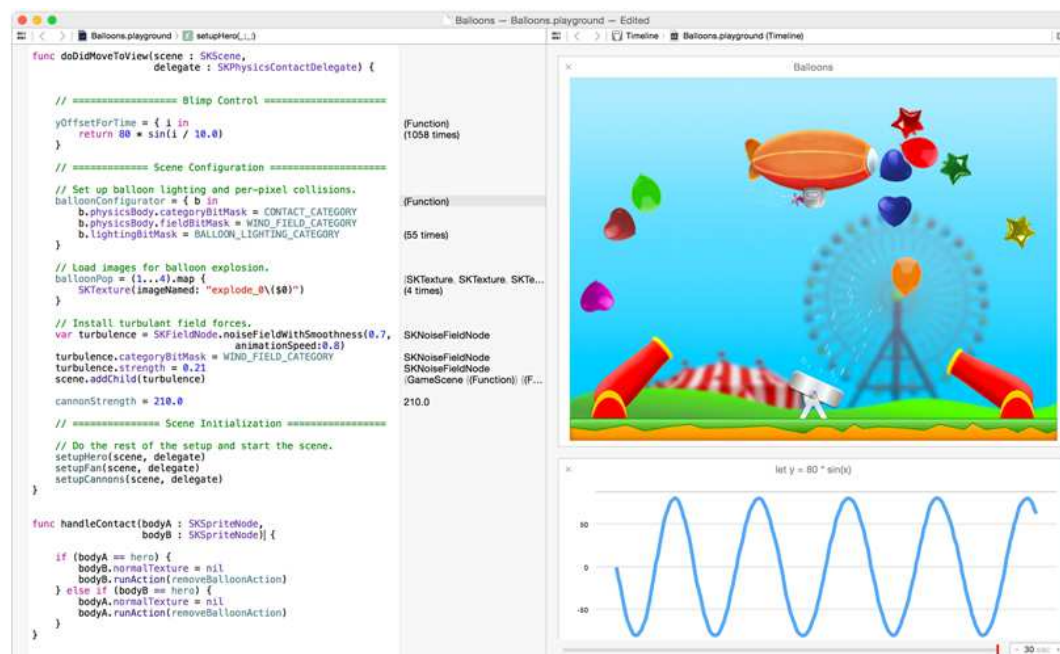 Balloons — Balloons.playground — Edited
Balloons.playground setupHero(_:_:)
Timeline Balloons.playground (Timeline)
func doDidMoveToView(scene : SKScene,
delegate : SKPhysicsContactDelegate) {
// ================== Blimp Control =====================
yOffsetForTime = { i in
return 80 * sin(i / 10.0)
}
// ============= Scene Configuration ====================
// Set up balloon lighting and per-pixel collisions.
balloonConfigurator = { b in
b.physicsBody.categoryBitMask = CONTACT_CATEGORY
b.physicsBody.fieldBitMask = WIND_FIELD_CATEGORY
b.lightingBitMask = BALLOON_LIGHTING_CATEGORY
}
// Load images for balloon explosion.
balloonPop = (1...4).map {
SKTexture(imageNamed: "explode_0\($0)")
}
// Install turbulant field forces.
var turbulence = SKFieldNode.noiseFieldWithSmoothness(0.7,
animationSpeed:0.8)
turbulence.categoryBitMask = WIND_FIELD_CATEGORY
turbulence.strength = 0.21
scene.addChild(turbulence)
cannonStrength = 210.0
// =============== Scene Initialization =================
// Do the rest of the setup and start the scene.
setupHero(scene, delegate)
setupFan(scene, delegate)
setupCannons(scene, delegate)
}
func handleContact(bodyA : SKSpriteNode,
bodyB : SKSpriteNode) {
if (bodyA == hero) {
bodyB.normalTexture = nil
bodyB.runAction(removeBalloonAction)
} else if (bodyB == hero) {
bodyA.normalTexture = nil
bodyA.runAction(removeBalloonAction)
}
}
(Function)
(1058 times)
(Function)
(55 times)
[SKTexture, SKTexture, SKTe...
(4 times)
SKNoiseFieldNode
SKNoiseFieldNode
SKNoiseFieldNode
{GameScene {(Function)} {(F...
210.0
Balloons
let y = 80 * sin(x)
50
0
-50
30 sec